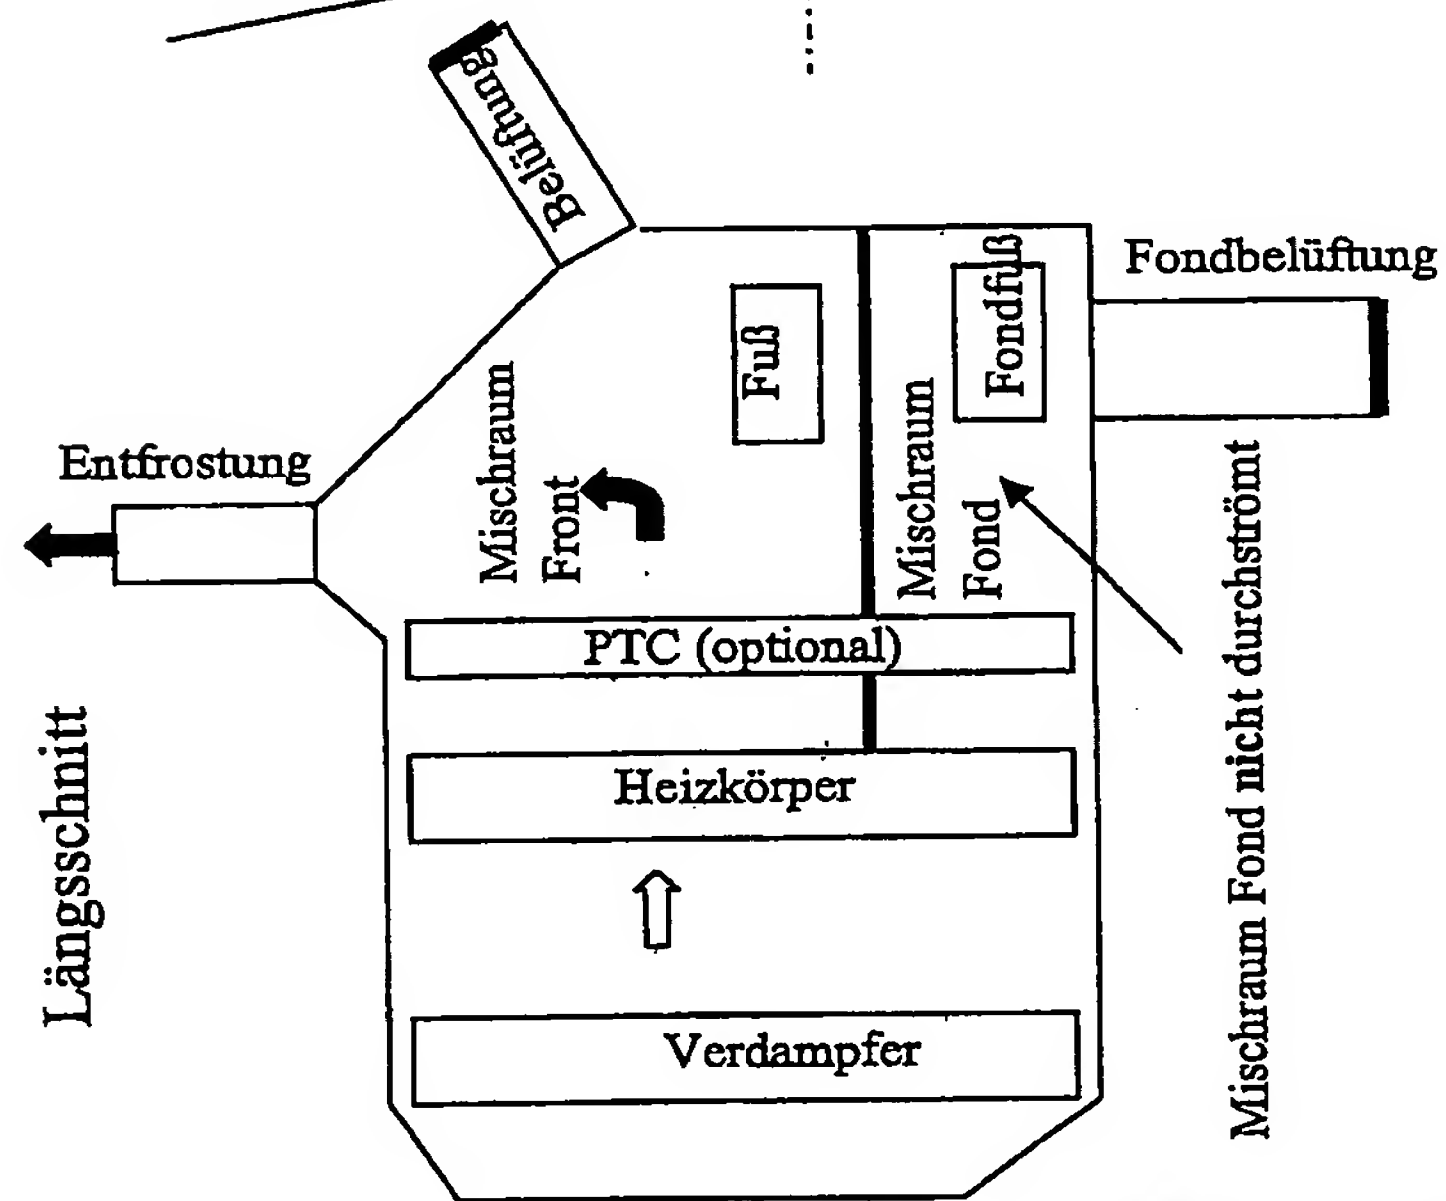 Belüftung
Fondbelüftung
Fondfuß
Fuß
Entfrostung
Mischraum
Front
Mischraum
Fond
PTC (optional)
Heizkörper
Verdampfer
Längsschnitt
Mischraum Fond nicht durchströmt